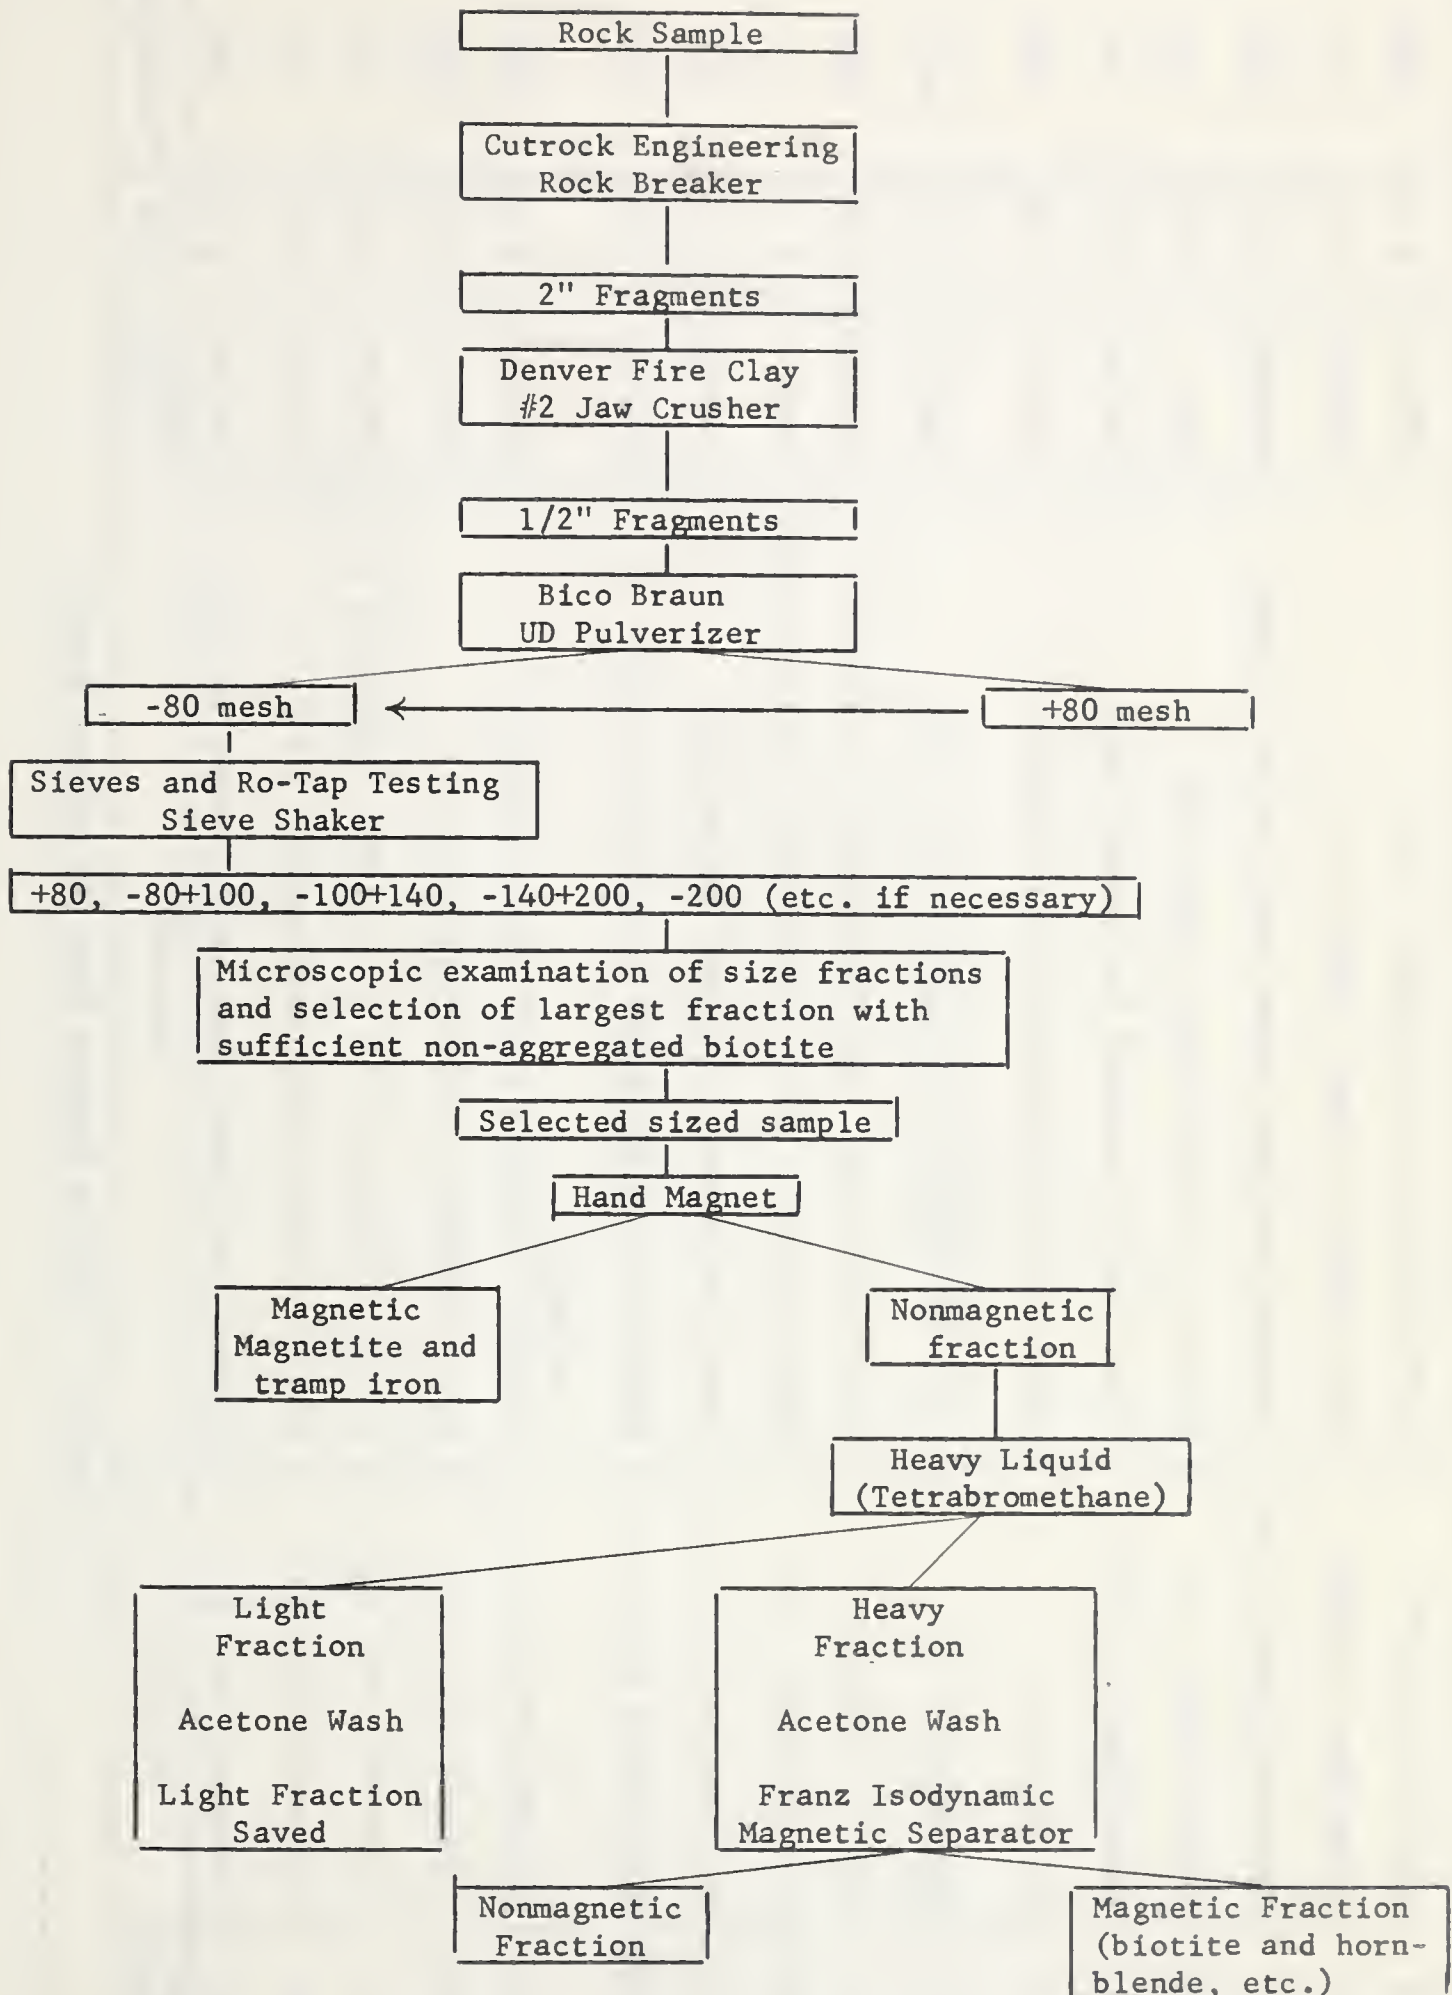 Rock Sample
Cutrock Engineering
Rock Breaker
2" Fragments
Denver Fire Clay
#2 Jaw Crusher
1/2" Fragments
Bico Braun
UD Pulverizer
-80 mesh
+80 mesh
Sieves and Ro-Tap Testing
Sieve Shaker
+80, -80+100, -100+140, -140+200, -200 (etc. if necessary)
Microscopic examination of size fractions
and selection of largest fraction with
sufficient non-aggregated biotite
Selected sized sample
Hand Magnet
Magnetic
Magnetite and
tramp iron
Nonmagnetic
fraction
Heavy Liquid
(Tetrabromethane)
Light
Fraction
Acetone Wash
Light Fraction
Saved
Heavy
Fraction
Acetone Wash
Franz Isodynamic
Magnetic Separator
Nonmagnetic
Fraction
Magnetic Fraction
(biotite and horn-
blende, etc.)